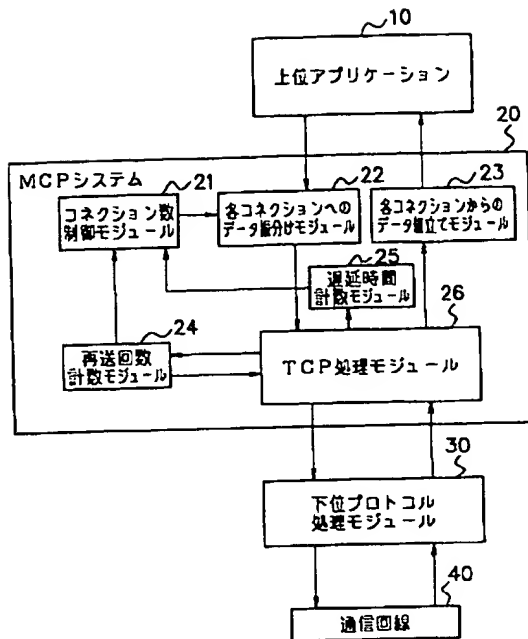 10
上位アプリケーション
20
MCPシステム
21
コネクション数
制御モジュール
22
各コネクションへの
データ振分けモジュール
23
各コネクションからの
データ組立てモジュール
25
遅延時間
計数モジュール
24
再送回数
計数モジュール
26
TCP処理モジュール
30
下位プロトコル
処理モジュール
40
通信回線